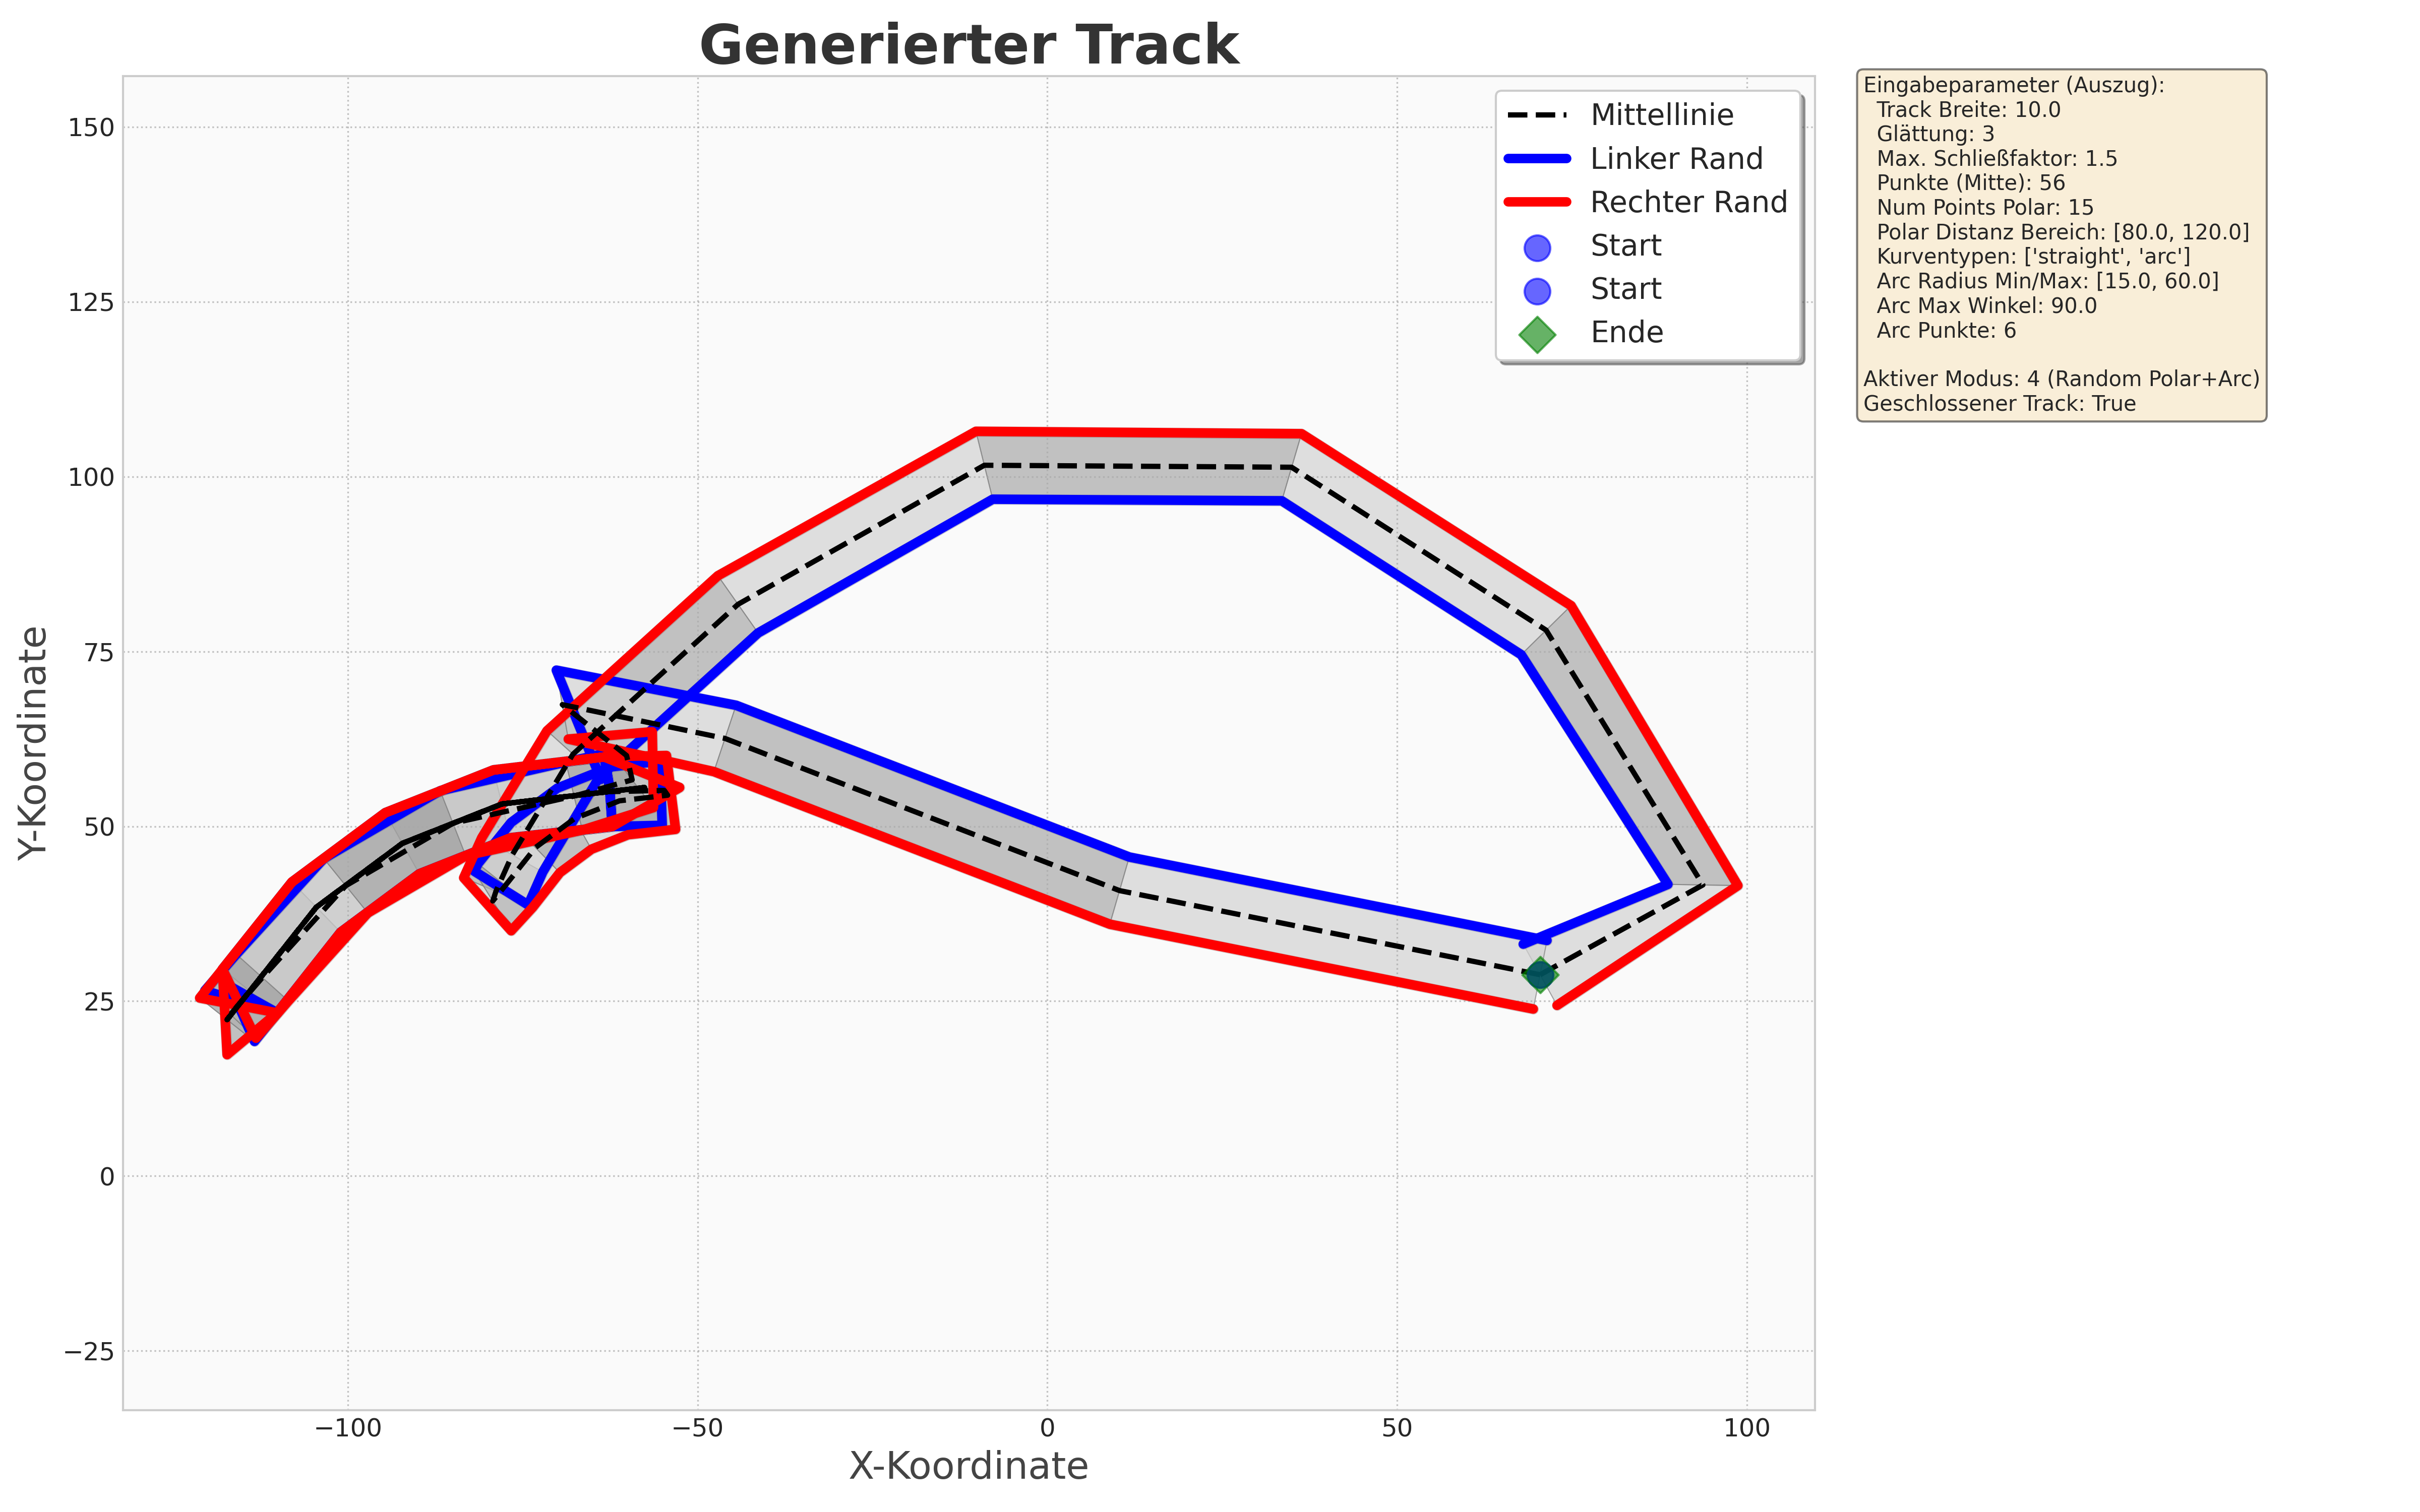 Generierter Track
Eingabeparameter (Auszug):
Track Breite: 10.0
Glättung: 3
Max. Schließfaktor: 1.5
Punkte (Mitte): 56
Num Points Polar: 15
Polar Distanz Bereich: [80.0, 120.0]
Kurventypen: ['straight', 'arc']
Arc Radius Min/Max: [15.0, 60.0]
Arc Max Winkel: 90.0
Arc Punkte: 6
Aktiver Modus: 4 (Random Polar+Arc)
Geschlossener Track: True
Mittellinie
Linker Rand
Rechter Rand
Start
Start
Ende
Y-Koordinate
150
125
100
75
50
25
0
−25
−100
−50
0
50
100
X-Koordinate